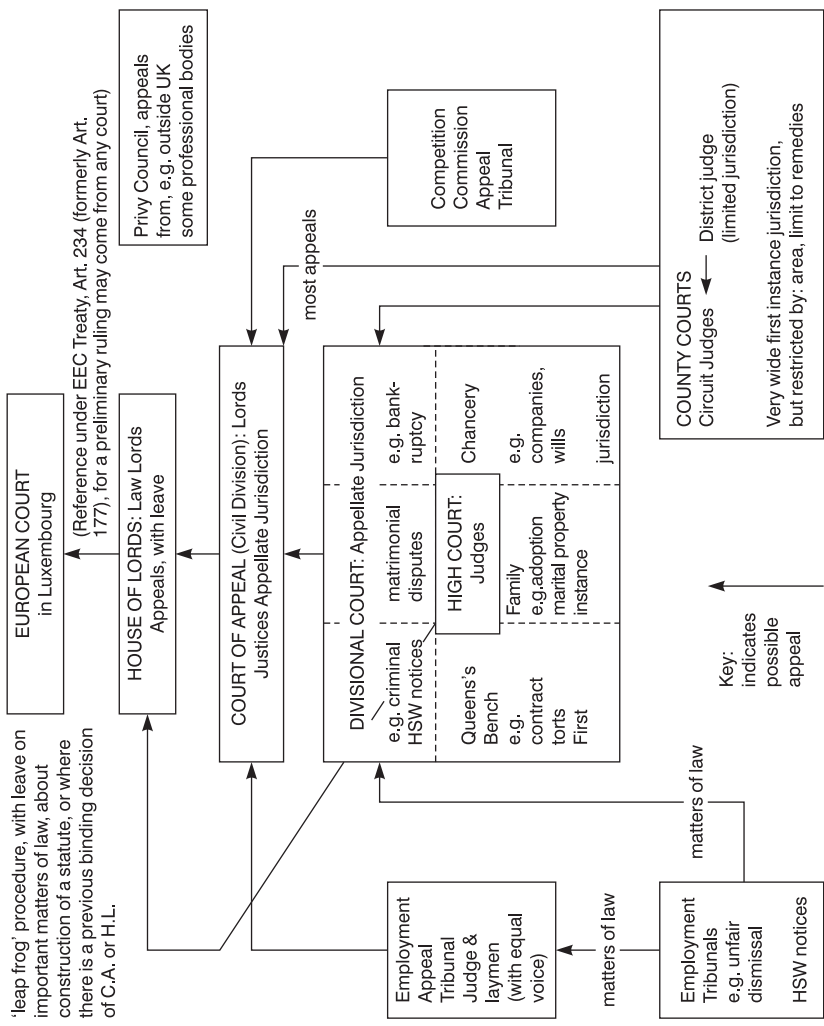 'leap frog' procedure, with leave on
important matters of law, about
construction of a statute, or where
there is a previous binding decision
of C.A. or H.L.
EUROPEAN COURT
in Luxembourg
(Reference under EEC Treaty, Art. 234 (formerly Art.
177), for a preliminary ruling may come from any court)
HOUSE OF LORDS: Law Lords
Appeals, with leave
Privy Council, appeals
from, e.g. outside UK
some professional bodies
COURT OF APPEAL (Civil Division): Lords
Justices Appellate Jurisdiction
most appeals
DIVISIONAL COURT: Appellate Jurisdiction
e.g. criminal
HSW notices
matrimonial
disputes
e.g. bank-
ruptcy
HIGH COURT:
Judges
Queens's
Bench
e.g.
contract
torts
First
Family
e.g.adoption
marital property
instance
Chancery
e.g.
companies,
wills
jurisdiction
Employment
Appeal
Tribunal
Judge &
laymen
(with equal
voice)
Competition
Commission
Appeal
Tribunal
matters of law
matters of law
Employment
Tribunals
e.g. unfair
dismissal
HSW notices
Key:
indicates
possible
appeal
COUNTY COURTS
Circuit Judges
District judge
(limited jurisdiction)
Very wide first instance jurisdiction,
but restricted by: area, limit to remedies